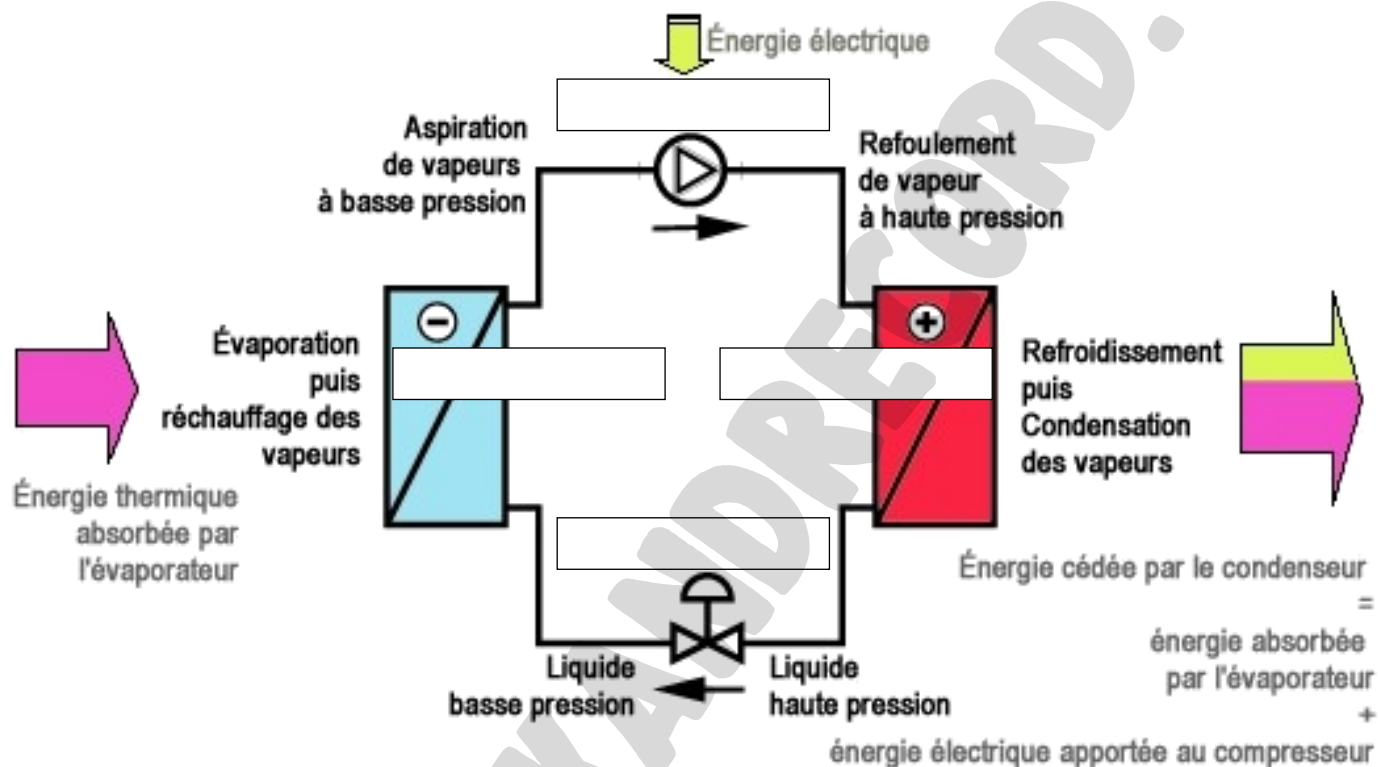 Énergie électrique
Aspiration
de vapeurs
à basse pression
Refoulement
de vapeur
à haute pression
Évaporation
puis
réchauffage des
vapeurs
Refroidissement
puis
Condensation
des vapeurs
Énergie thermique
absorbée par
l'évaporateur
Énergie cédée par le condenseur
=
énergie absorbée
par l'évaporateur
+
énergie électrique apportée au compresseur
Liquide
basse pression
Liquide
haute pression
XANDRECORD.